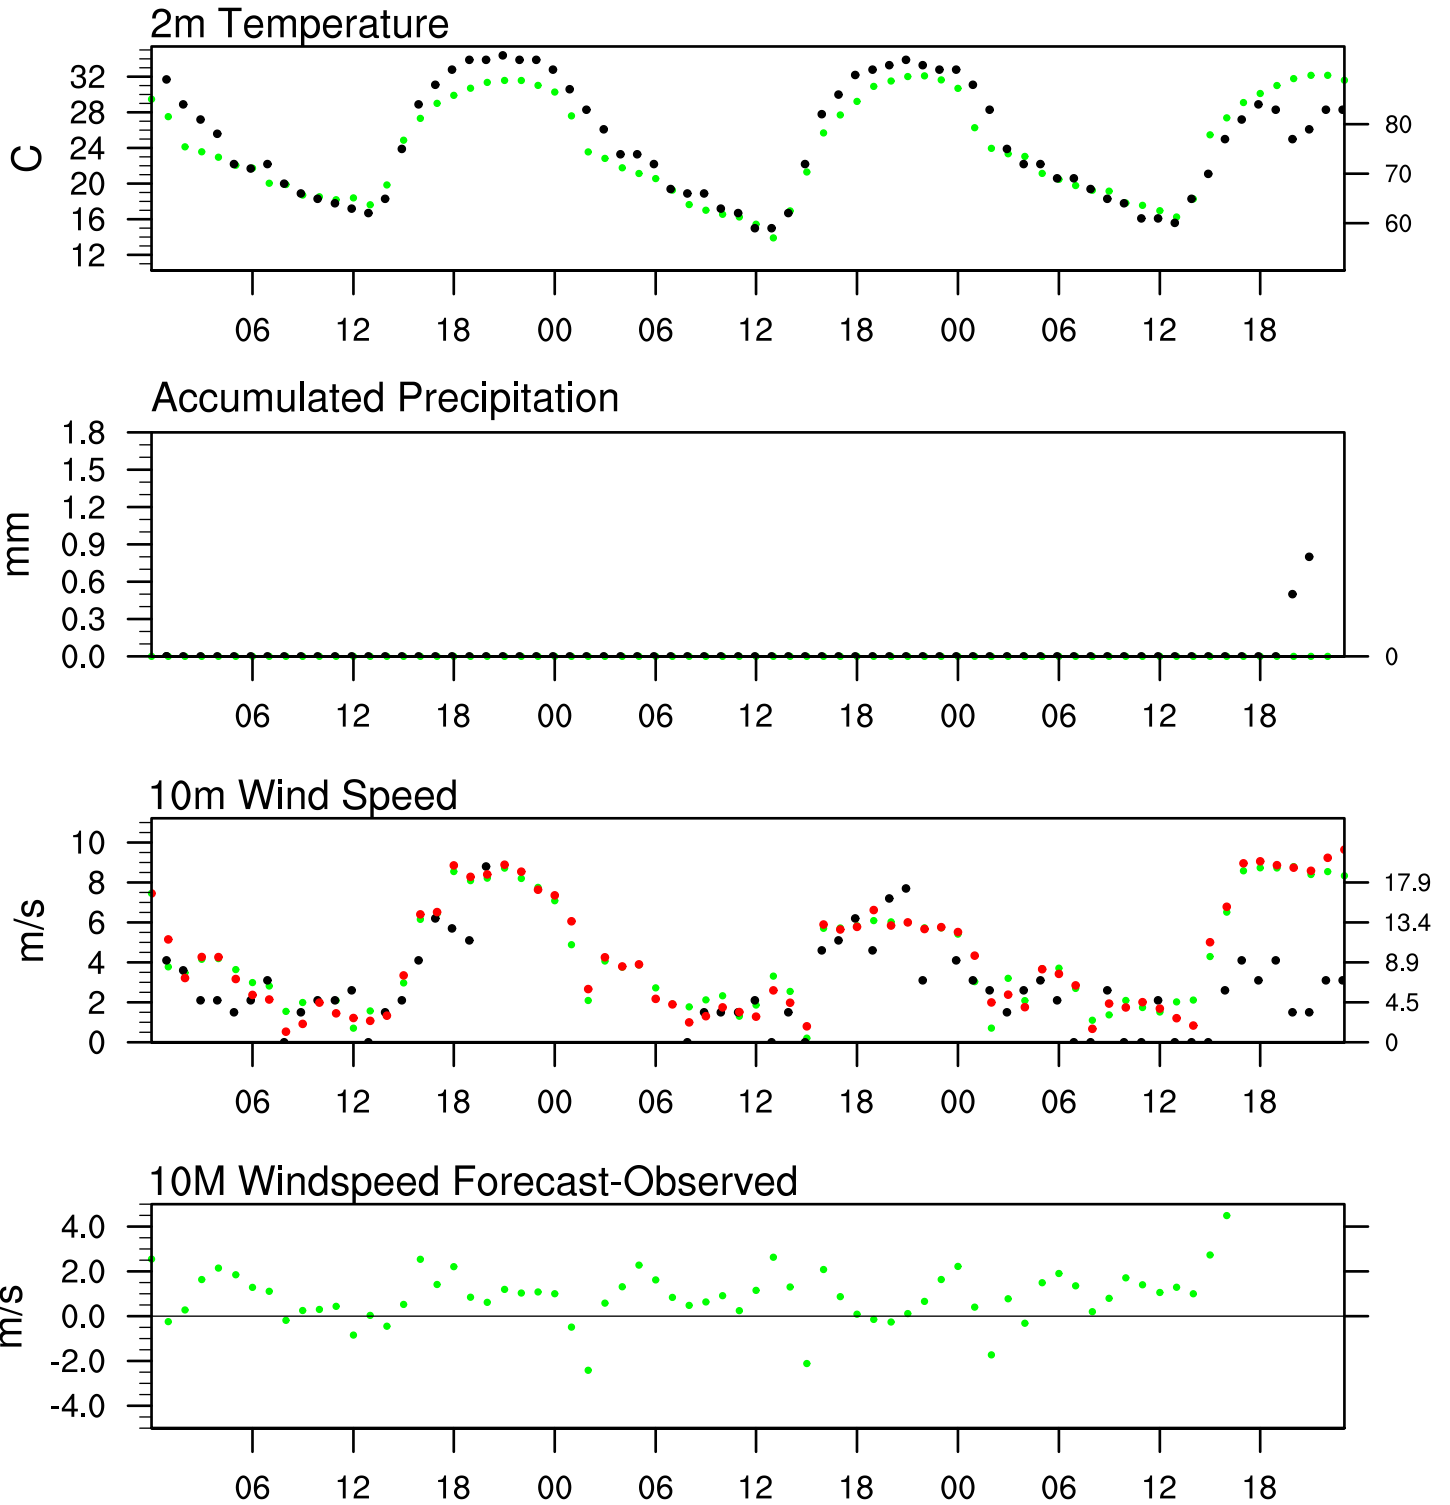 2m Temperature
C
32
28
24
20
16
12
80
70
60
06 12 18 00 06 12 18 00 06 12 18
Accumulated Precipitation
mm
1.8
1.5
1.2
0.9
0.6
0.3
0.0
0
06 12 18 00 06 12 18 00 06 12 18
10m Wind Speed
m/s
10
8
6
4
2
0
17.9
13.4
8.9
4.5
0
06 12 18 00 06 12 18 00 06 12 18
10M Windspeed Forecast-Observed
m/s
4.0
2.0
0.0
-2.0
-4.0
06 12 18 00 06 12 18 00 06 12 18